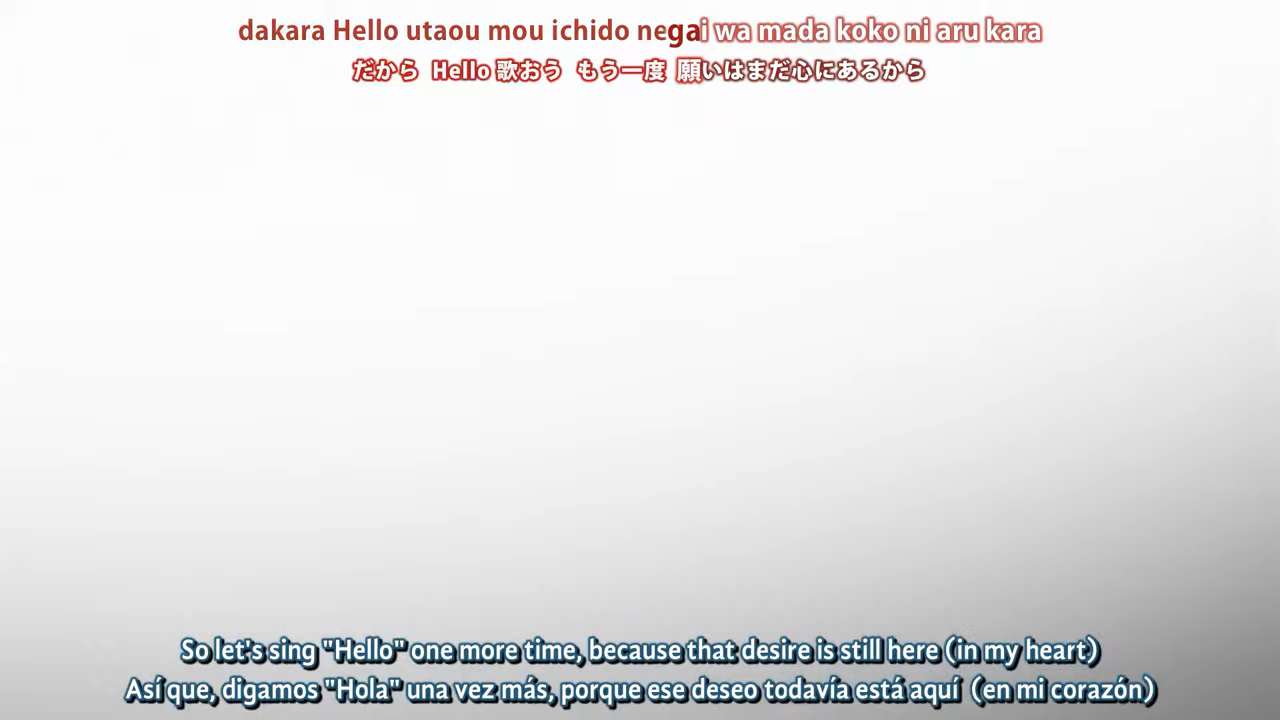 dakara Hello utaou mou ichido negai wa mada koko ni aru kara
だから Hello 歌おう もう一度 願いはまだ心にあるから
So let's sing "Hello" one more time, because that desire is still here (in my heart)
Así que, digamos "Hola" una vez más, porque ese deseo todavía está aquí (en mi corazón)